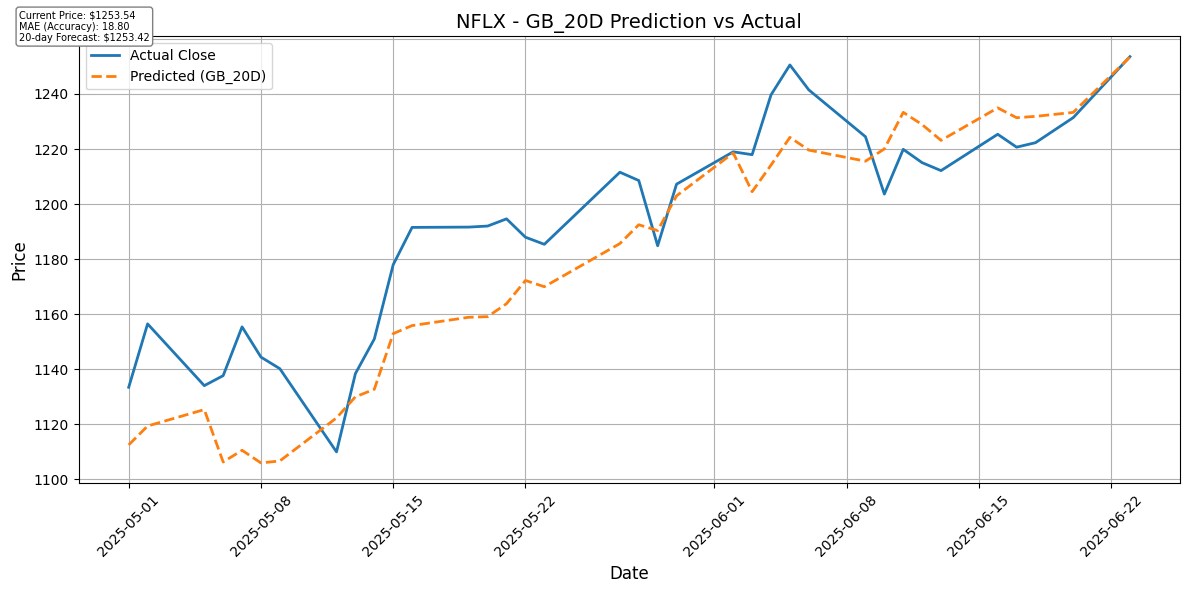 NFLX - GB_20D Prediction vs Actual
Current Price: $1253.54
MAE (Accuracy): 18.80
20-day Forecast: $1253.42
Actual Close
Predicted (GB_20D)
Price
1240
1220
1200
1180
1160
1140
1120
1100
2025-05-01
2025-05-08
2025-05-15
2025-05-22
2025-06-01
2025-06-08
2025-06-15
2025-06-22
Date